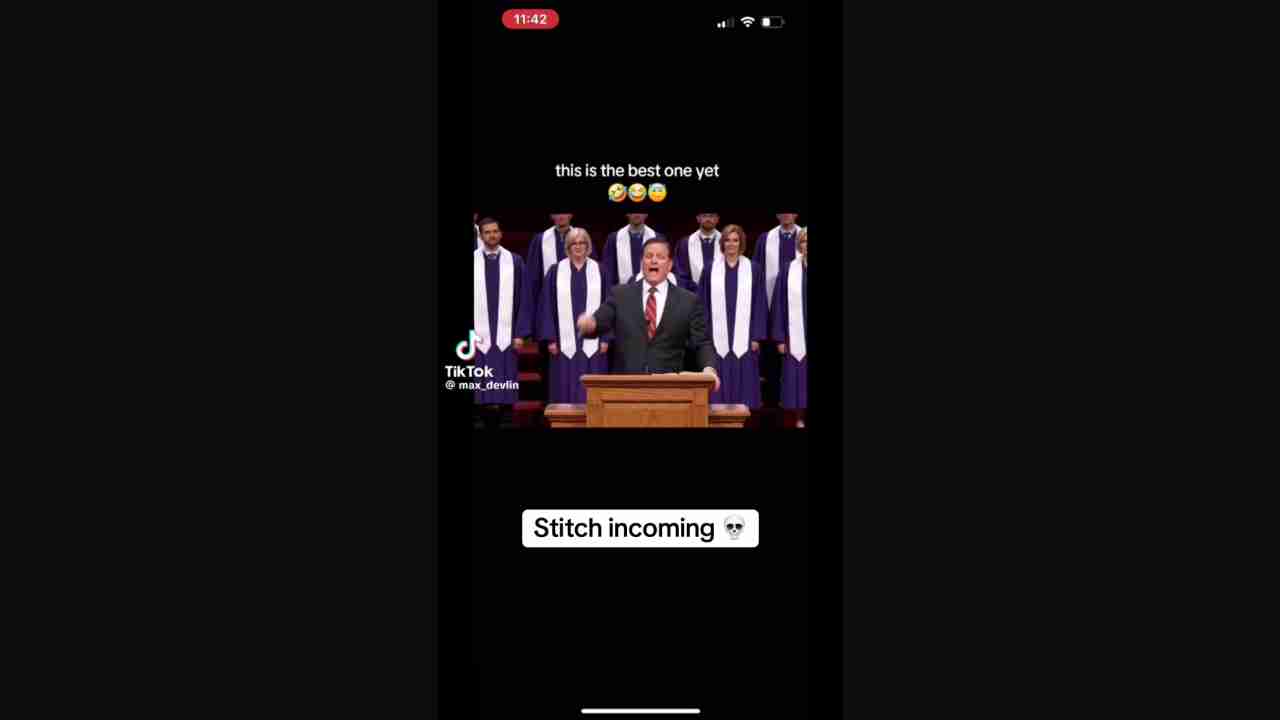 11:42
this is the best one yet
🤣😂😇
TikTok
@ max_devlin
Stitch incoming 💀